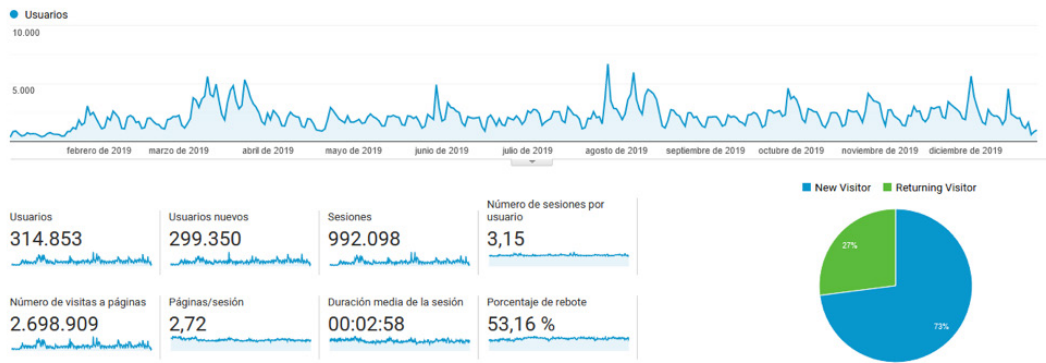 Usuarios
10.000
5.000
febrero de 2019 marzo de 2019 abril de 2019 mayo de 2019 junio de 2019 julio de 2019 agosto de 2019 septiembre de 2019 octubre de 2019 noviembre de 2019 diciembre de 2019
New Visitor Returning Visitor
Usuarios
314.853
Usuarios nuevos
299.350
Sesiones
992.098
Número de sesiones por
usuario
3,15
Número de visitas a páginas
2.698.909
Páginas/sesión
2,72
Duración media de la sesión
00:02:58
Porcentaje de rebote
53,16 %
27%
73%